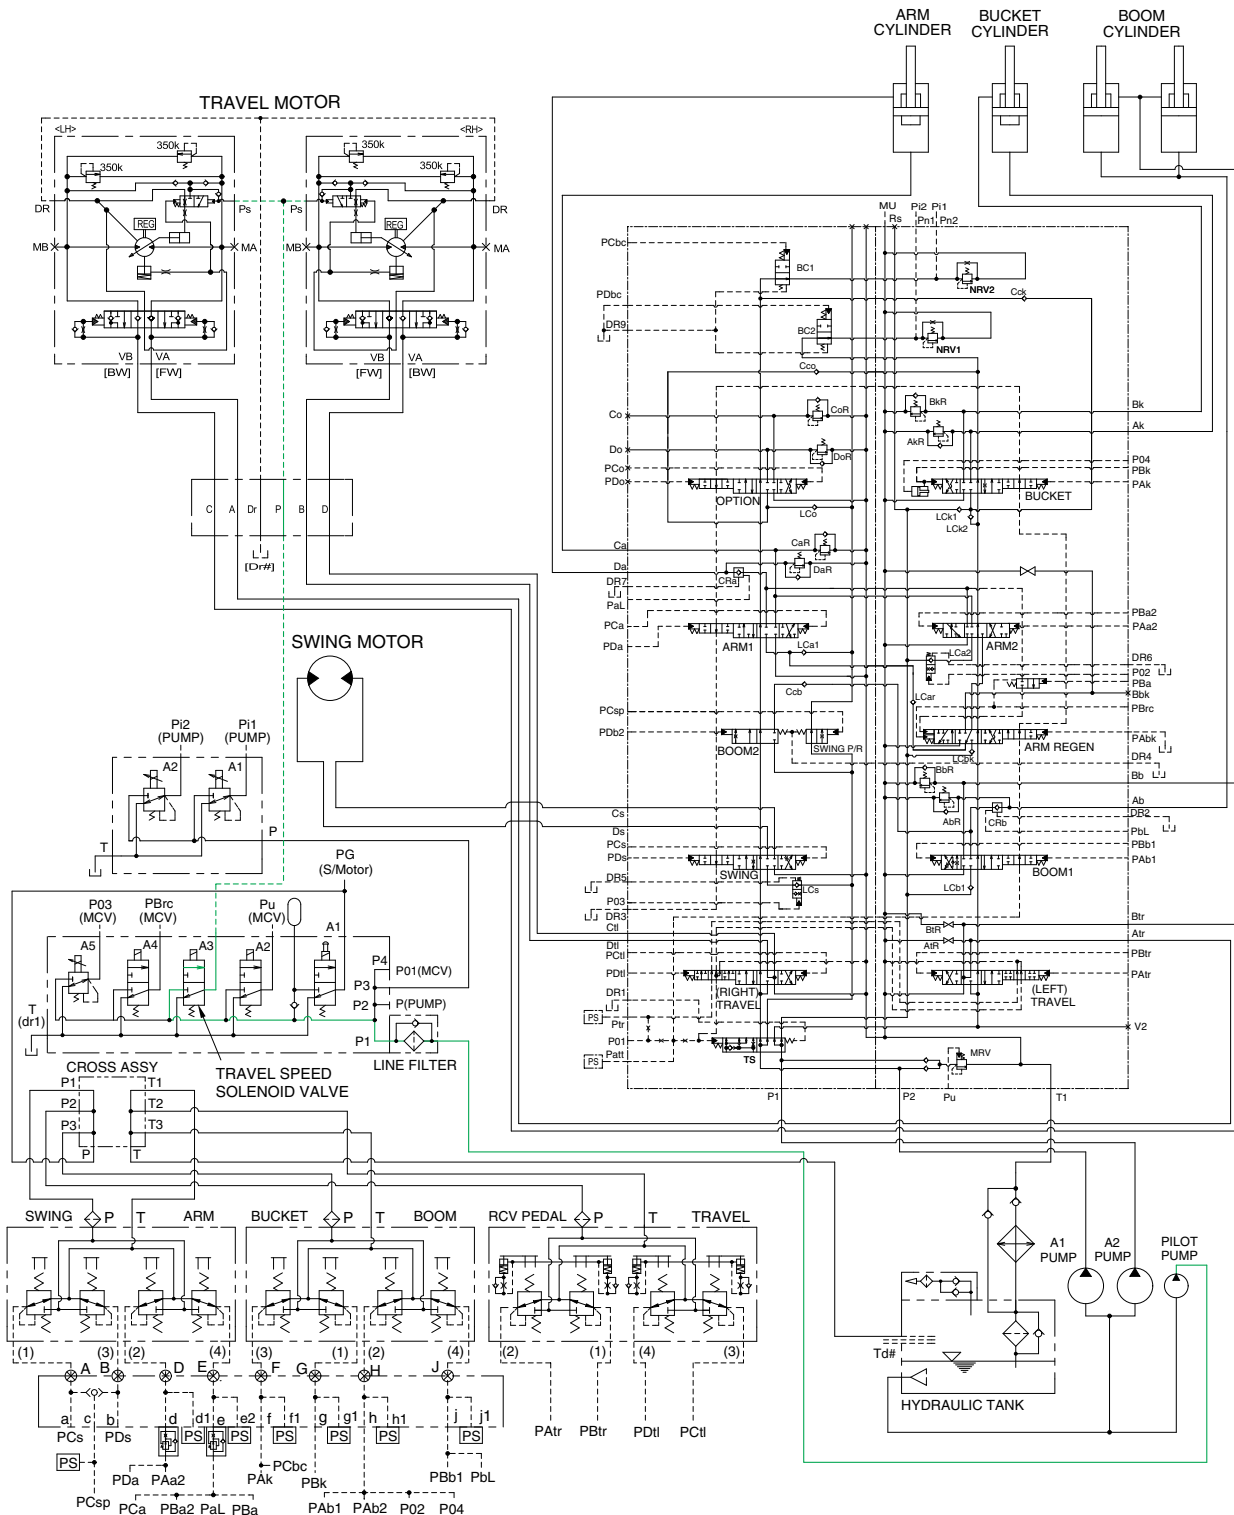 ARM
CYLINDER
BUCKET
CYLINDER
BOOM
CYLINDER
TRAVEL MOTOR
<LH>
<RH>
350k
350k
350k
350k
DR
Ps
Ps
DR
REG
REG
MB
MA
MB
MA
VB
VA
VB
VA
[BW]
[FW]
[FW]
[BW]
C
A
Dr
P
B
D
[Dr#]
MU
Rs
Pi2
Pi1
Pn1
Pn2
PCbc
BC1
NRV2
Cck
PDbc
DR9
BC2
NRV1
Cco
Co
CoR
BkR
Bk
AkR
Ak
Do
DoR
PCo
PDo
OPTION
P04
PBk
PAk
BUCKET
LCo
LCk1
LCk2
Ca
CaR
Da
DaR
DR7
CRa
PaL
PCa
PDa
ARM1
LCa1
PBa2
PAa2
ARM2
LCa2
DR6
P02
PBa
Bbk
Ccb
LCar
PCsp
PDb2
BOOM2
SWING P/R
PBrc
PAbk
ARM REGEN
LCbk
DR4
BbR
Bb
AbR
CRb
Ab
DR2
PbL
SWING MOTOR
Cs
Ds
PCs
PDs
SWING
PBb1
PAb1
BOOM1
DR5
LCs
LCb1
P03
DR3
Ctl
Btr
BtR
Atr
AtR
Dtl
PCtl
PBtr
PDtl
PAtr
(RIGHT)
TRAVEL
(LEFT)
TRAVEL
DR1
PS
Ptr
P01
V2
PS
Patt
TS
MRV
P1
P2
Pu
T1
Pi2
(PUMP)
Pi1
(PUMP)
A2
A1
P
T
PG
(S/Motor)
P03
(MCV)
PBrc
(MCV)
Pu
(MCV)
A5
A4
A3
A2
A1
P4
P01(MCV)
P3
P2
P(PUMP)
P1
T
(dr1)
LINE FILTER
TRAVEL SPEED
SOLENOID VALVE
CROSS ASSY
P1
T1
P2
T2
P3
T3
P
T
SWING
P
T
ARM
BUCKET
P
T
BOOM
RCV PEDAL
P
T
TRAVEL
(1)
(3)
(2)
(4)
(3)
(1)
(2)
(4)
(2)
(1)
(4)
(3)
A
B
D
E
F
G
H
J
a
c
b
d
d1
e
e2
f
f1
g
g1
h
h1
j
j1
PCs
PDs
PS
PS
PS
PS
PS
PS
PS
PCsp
PDa
PAa2
PCa
PBa2
PaL
PBa
PAk
PCbc
PBk
PAb1
PAb2
P02
P04
PBb1
PbL
PAtr
PBtr
PDtl
PCtl
A1
PUMP
A2
PUMP
PILOT
PUMP
Td#
HYDRAULIC TANK